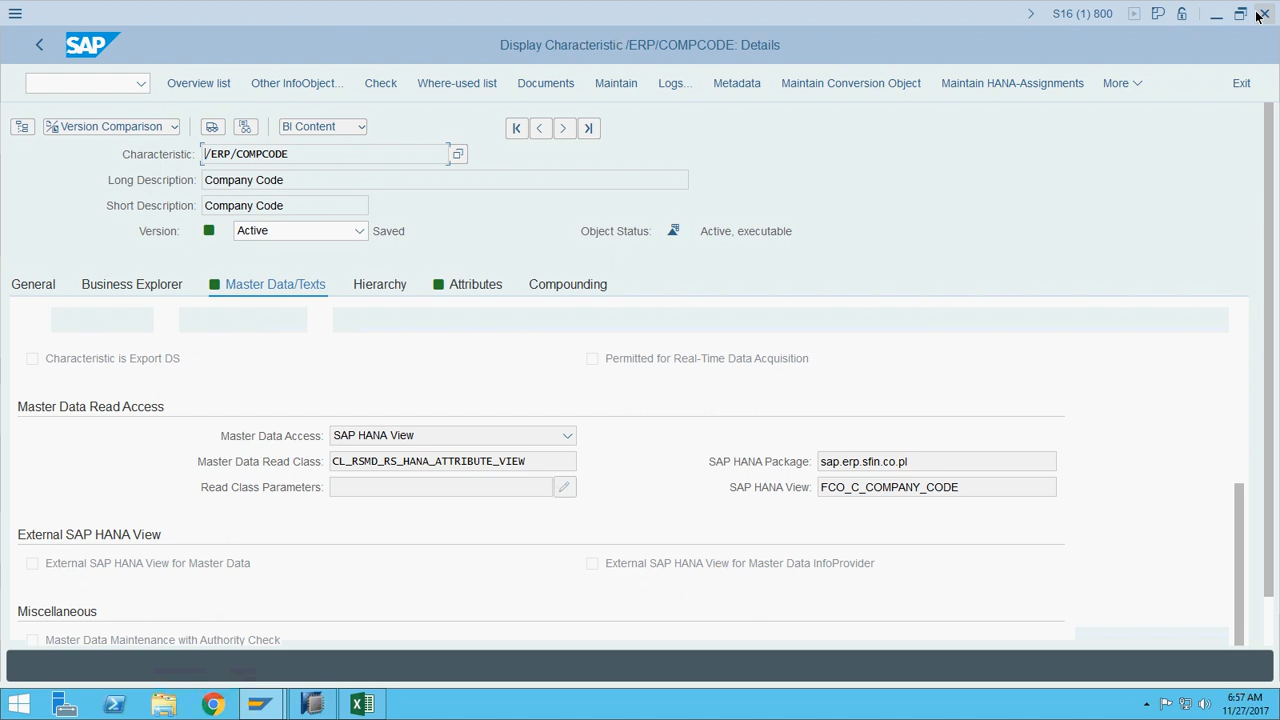 S16 (1) 800
SAP
Display Characteristic /ERP/COMPCODE: Details
Overview list Other InfoObject... Check Where-used list Documents Maintain Logs... Metadata Maintain Conversion Object Maintain HANA-Assignments More Exit
Version Comparison BI Content
Characteristic: /ERP/COMPCODE
Long Description: Company Code
Short Description: Company Code
Version: Active Saved Object Status: Active, executable
General Business Explorer Master Data/Texts Hierarchy Attributes Compounding
Characteristic is Export DS Permitted for Real-Time Data Acquisition
Master Data Read Access
Master Data Access: SAP HANA View
Master Data Read Class: CL_RSMD_RS_HANA_ATTRIBUTE_VIEW SAP HANA Package: sap.erp.sfin.co.pl
Read Class Parameters: SAP HANA View: FCO_C_COMPANY_CODE
External SAP HANA View
External SAP HANA View for Master Data External SAP HANA View for Master Data InfoProvider
Miscellaneous
Master Data Maintenance with Authority Check
6:57 AM
11/27/2017